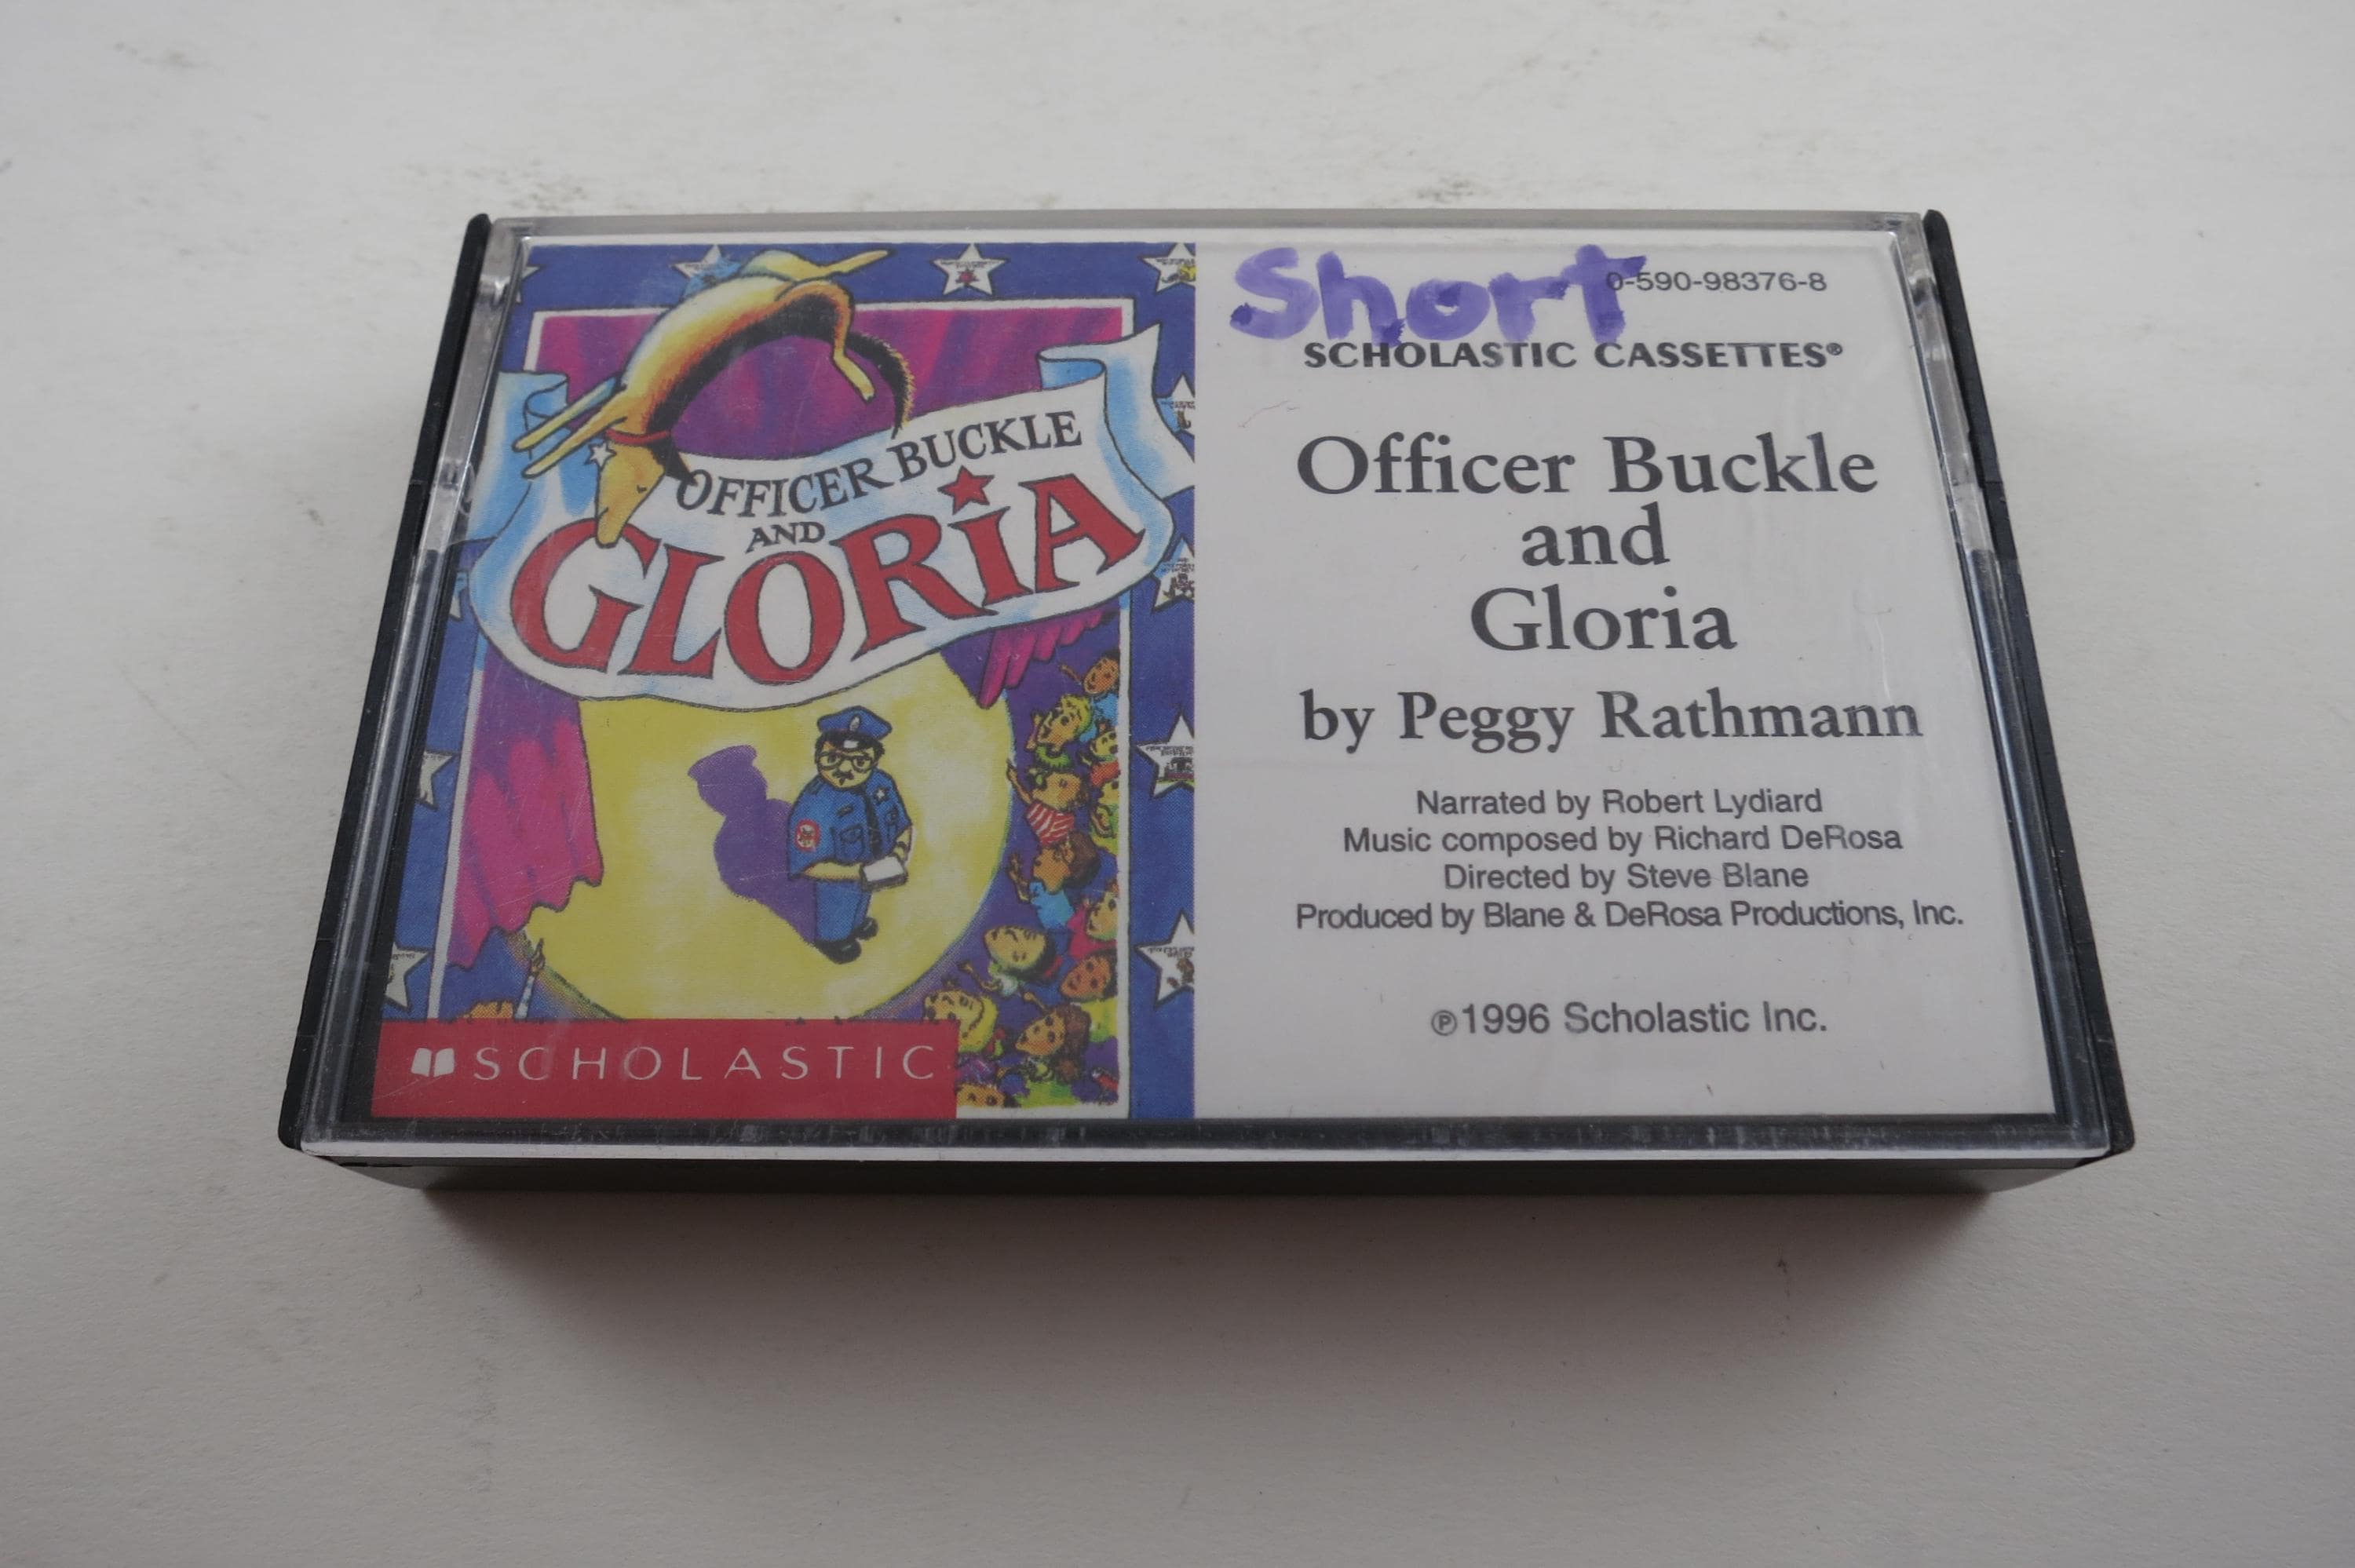 OFFICER BUCKLE
AND
GLORIA
SCHOLASTIC
Short
0-590-98376-8
SCHOLASTIC CASSETTES®
Officer Buckle
and
Gloria
by Peggy Rathmann
Narrated by Robert Lydiard
Music composed by Richard DeRosa
Directed by Steve Blane
Produced by Blane & DeRosa Productions, Inc.
℗1996 Scholastic Inc.